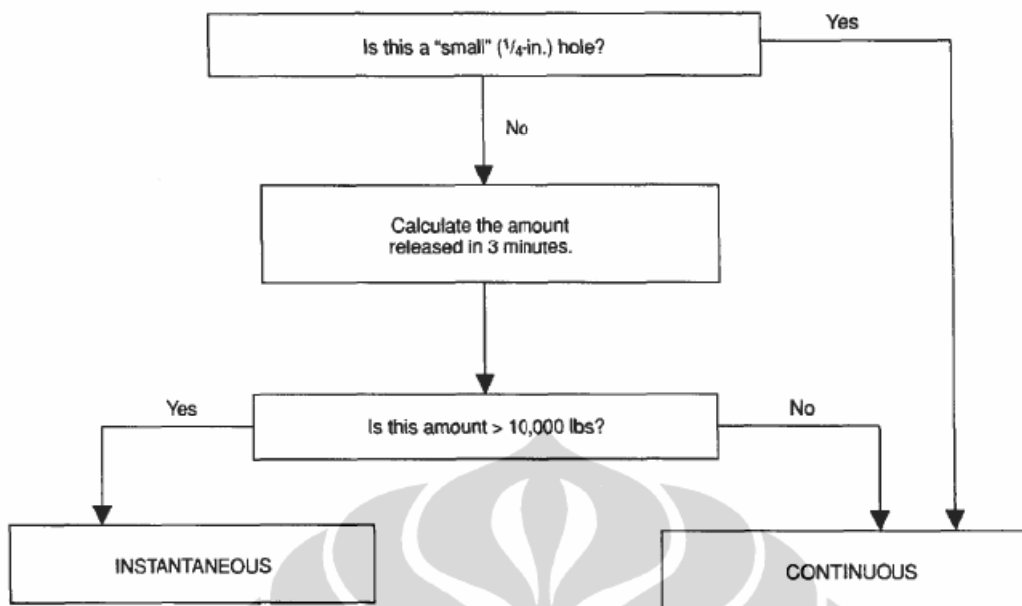 Is this a "small" (1/4-in.) hole?
Yes
No
Calculate the amount
released in 3 minutes.
Yes
Is this amount > 10,000 lbs?
No
INSTANTANEOUS
CONTINUOUS